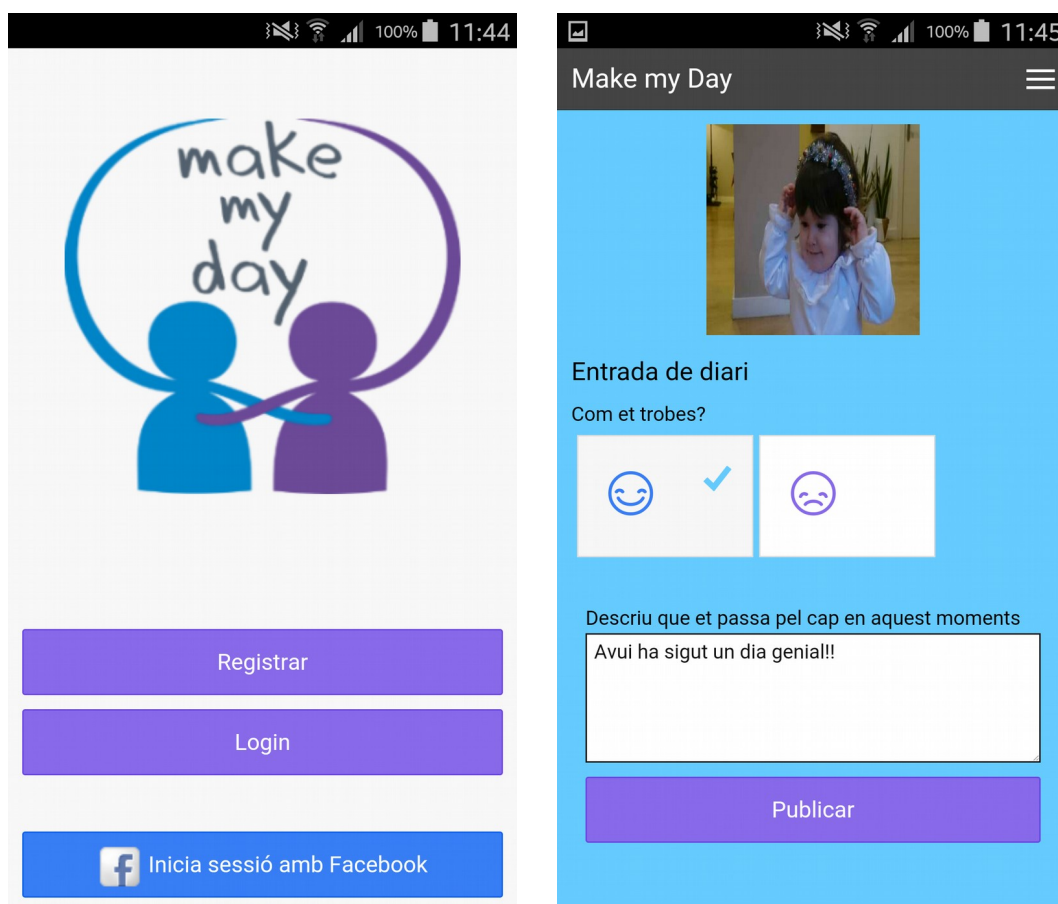 100% 11:44
make
my
day
Registrar
Login
f Inicia sessió amb Facebook
100% 11:45
Make my Day
Entrada de diari
Com et trobes?
Descriu que et passa pel cap en aquest moments
Avui ha sigut un dia genial!!
Publicar